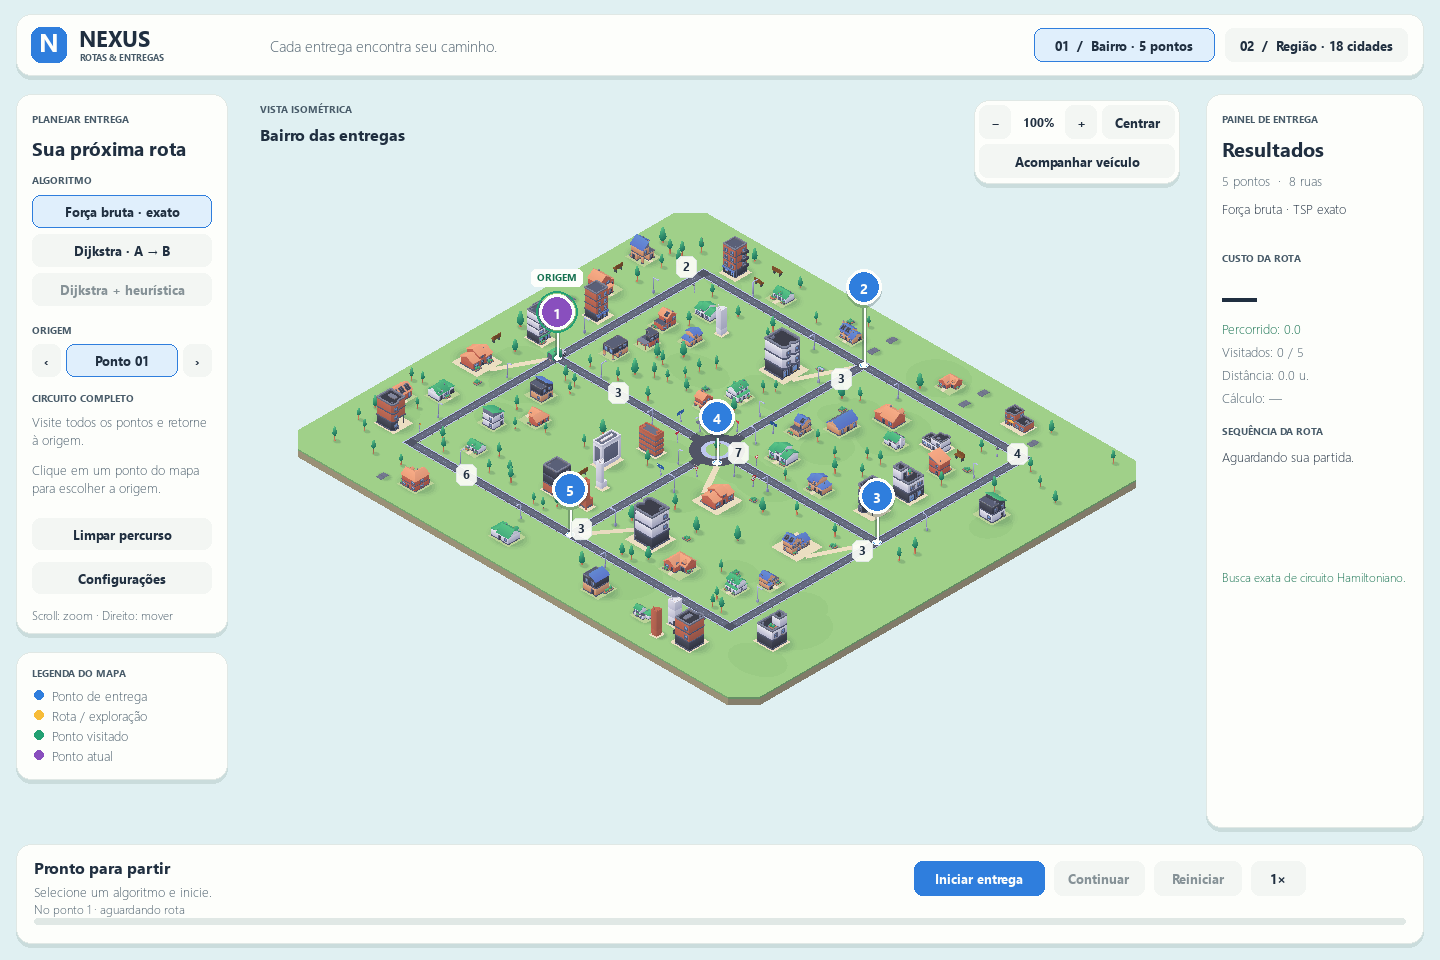 N
NEXUS
ROTAS & ENTREGAS
Cada entrega encontra seu caminho.
01 / Bairro · 5 pontos
02 / Região · 18 cidades
PLANEJAR ENTREGA
Sua próxima rota
ALGORITMO
Força bruta · exato
Dijkstra · A → B
Dijkstra + heurística
ORIGEM
‹
Ponto 01
›
CIRCUITO COMPLETO
Visite todos os pontos e retorne
à origem.
Clique em um ponto do mapa
para escolher a origem.
Limpar percurso
Configurações
Scroll: zoom · Direito: mover
LEGENDA DO MAPA
Ponto de entrega
Rota / exploração
Ponto visitado
Ponto atual
VISTA ISOMÉTRICA
Bairro das entregas
– 100% + Centrar
Acompanhar veículo
2
ORIGEM
2
1
3
3
4
7
4
6
5
3
3
3
PAINEL DE ENTREGA
Resultados
5 pontos · 8 ruas
Força bruta · TSP exato
CUSTO DA ROTA
—
Percorrido: 0.0
Visitados: 0 / 5
Distância: 0.0 u.
Cálculo: —
SEQUÊNCIA DA ROTA
Aguardando sua partida.
Busca exata de circuito Hamiltoniano.
Pronto para partir
Selecione um algoritmo e inicie.
No ponto 1 · aguardando rota
Iniciar entrega
Continuar
Reiniciar
1×